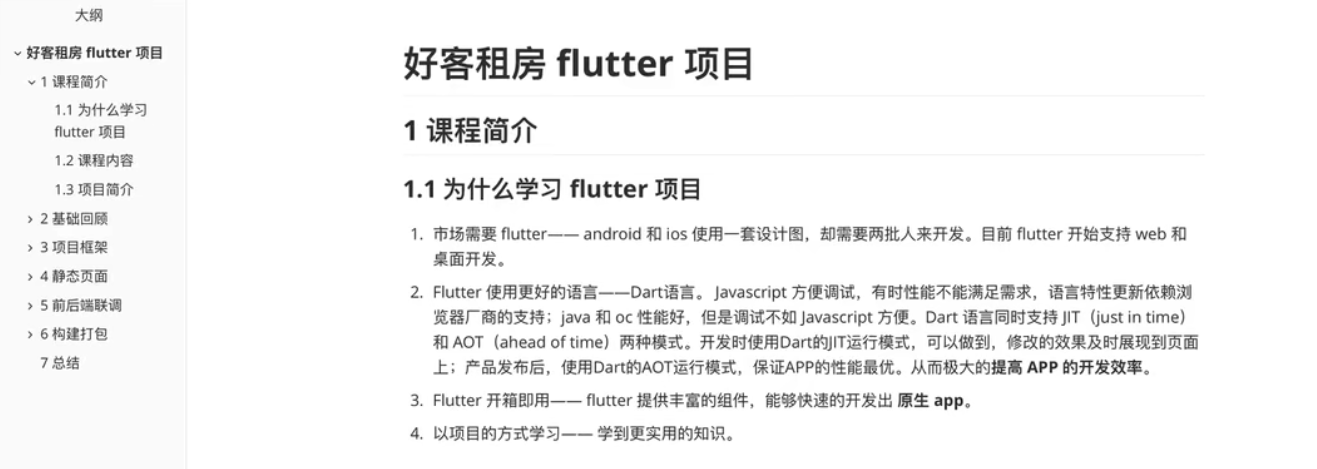 大纲
好客租房 flutter 项目
1 课程简介
1.1 为什么学习
flutter 项目
1.2 课程内容
1.3 项目简介
2 基础回顾
3 项目框架
4 静态页面
5 前后端联调
6 构建打包
7 总结
好客租房 flutter 项目
1 课程简介
1.1 为什么学习 flutter 项目
1. 市场需要 flutter—— android 和 ios 使用一套设计图，却需要两批人来开发。目前 flutter 开始支持 web 和
桌面开发。
2. Flutter 使用更好的语言——Dart语言。 Javascript 方便调试，有时性能不能满足需求，语言特性更新依赖浏
览器厂商的支持；java 和 oc 性能好，但是调试不如 Javascript 方便。Dart 语言同时支持 JIT（just in time）
和 AOT（ahead of time）两种模式。开发时使用Dart的JIT运行模式，可以做到，修改的效果及时展现到页面
上；产品发布后，使用Dart的AOT运行模式，保证APP的性能最优。从而极大的提高 APP 的开发效率。
3. Flutter 开箱即用—— flutter 提供丰富的组件，能够快速的开发出 原生 app。
4. 以项目的方式学习—— 学到更实用的知识。